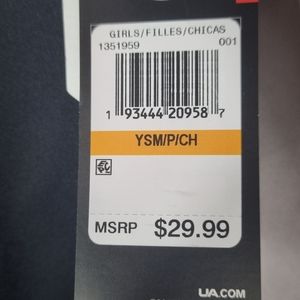 GIRLS/FILLES/CHICAS
1351959 001
1 93444 20958 7
YSM/P/CH
MSRP $29.99
UA.COM